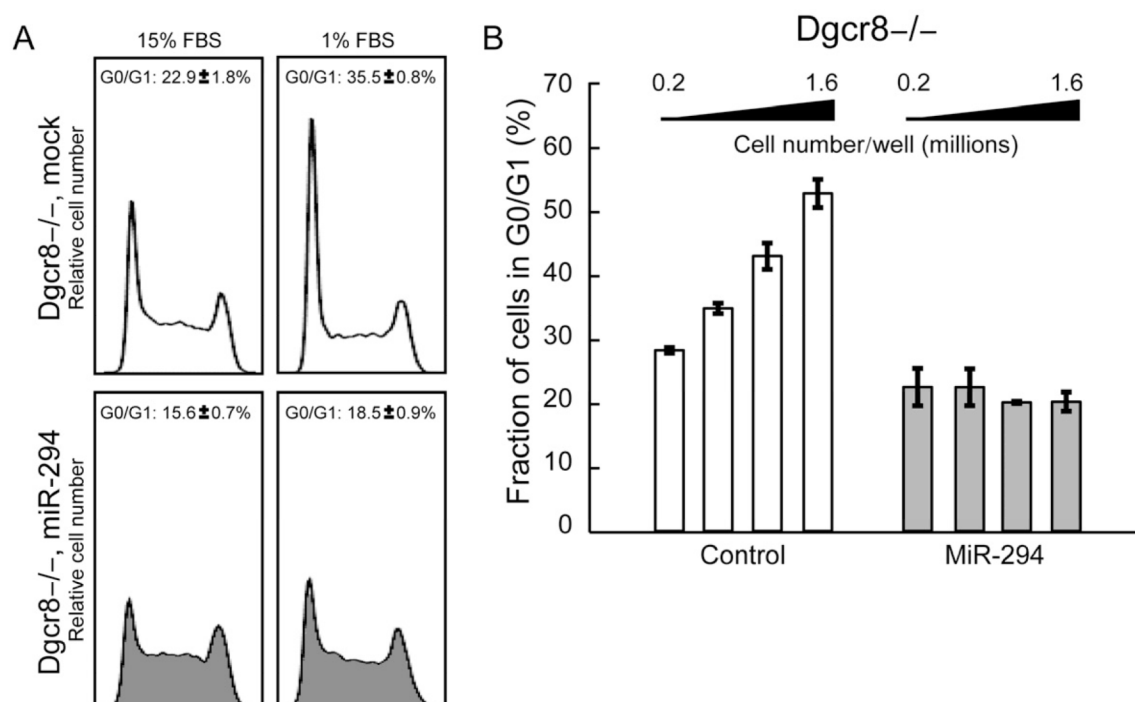 A
15% FBS
1% FBS
Dgcr8–/–, mock
Relative cell number
G0/G1: 22.9±1.8%
G0/G1: 35.5±0.8%
Dgcr8–/–, miR-294
Relative cell number
G0/G1: 15.6±0.7%
G0/G1: 18.5±0.9%
B
Dgcr8–/–
Fraction of cells in G0/G1 (%)
70
60
50
40
30
20
10
0
0.2 1.6 0.2 1.6
Cell number/well (millions)
Control MiR-294